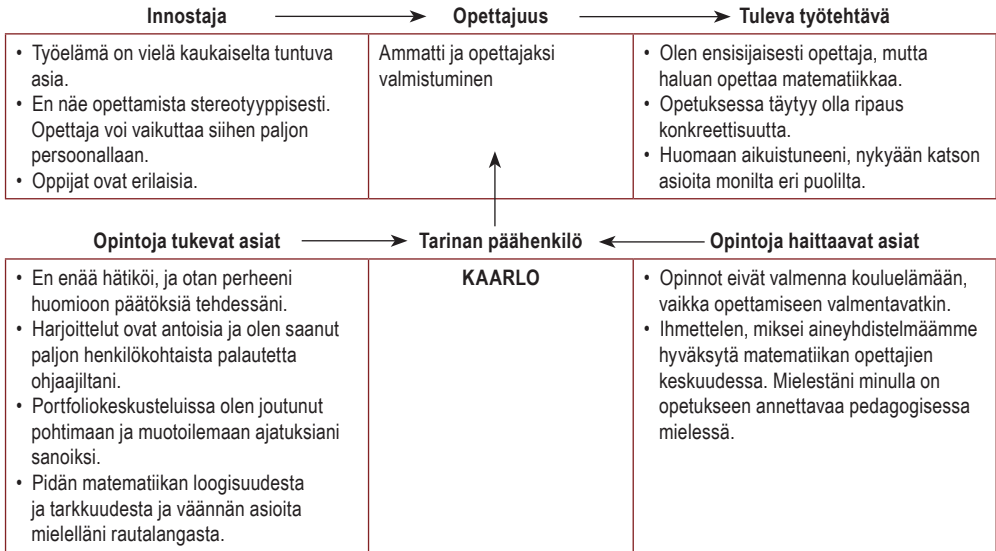 Innostaja
Opettajuus
Tuleva työtehtävä
• Työelämä on vielä kaukaiselta tuntuva
asia.
• En näe opettamista stereotyyppisesti.
Opettaja voi vaikuttaa siihen paljon
persoonallaan.
• Oppijat ovat erilaisia.
Ammatti ja opettajaksi
valmistuminen
• Olen ensisijaisesti opettaja, mutta
haluan opettaa matematiikkaa.
• Opetuksessa täytyy olla ripaus
konkreettisuutta.
• Huomaan aikuistuneeni, nykyään katson
asioita monilta eri puolilta.
Opintoja tukevat asiat
Tarinan päähenkilö
Opintoja haittaavat asiat
• En enää hätiköi, ja otan perheeni
huomioon päätöksiä tehdessäni.
• Harjoittelut ovat antoisia ja olen saanut
paljon henkilökohtaista palautetta
ohjaajiltani.
• Portfoliokeskusteluissa olen joutunut
pohtimaan ja muotoilemaan ajatuksiani
sanoiksi.
• Pidän matematiikan loogisuudesta
ja tarkkuudesta ja väännän asioita
mielelläni rautalangasta.
KAARLO
• Opinnot eivät valmenna kouluelämään,
vaikka opettamiseen valmentavatkin.
• Ihmettelen, miksei aineyhdistelmäämme
hyväksytä matematiikan opettajien
keskuudessa. Mielestäni minulla on
opetukseen annettavaa pedagogisessa
mielessä.